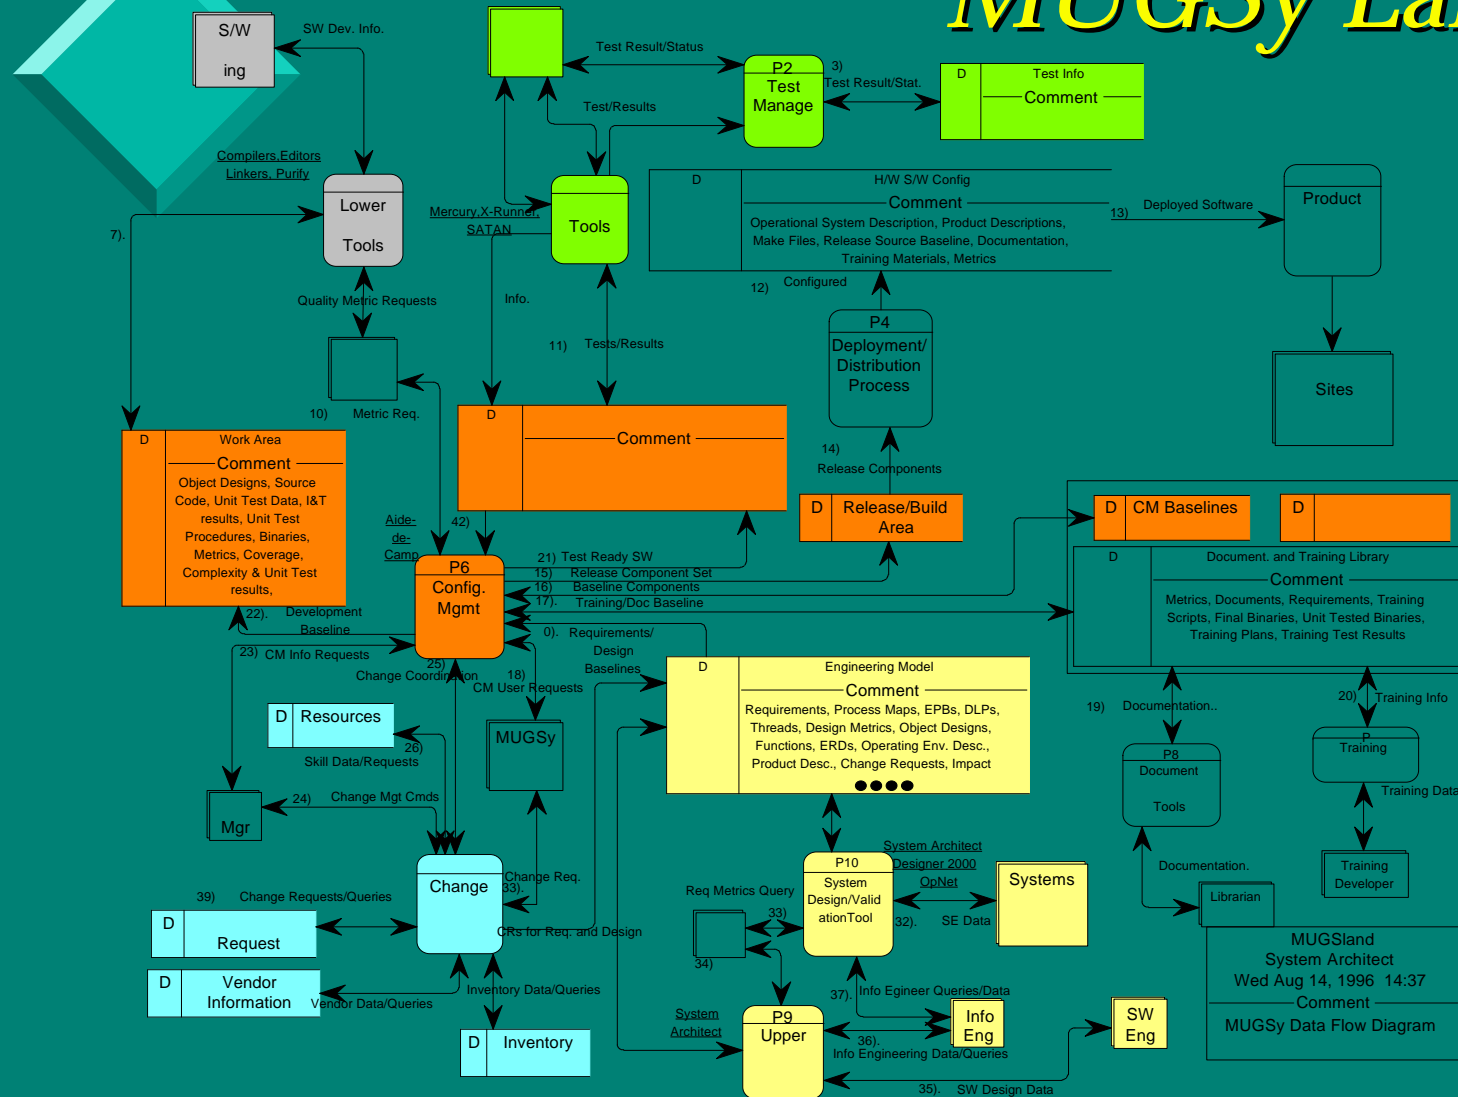 MUGSy Lan
S/W
ing
SW Dev. Info.
Test Result/Status
P2
Test
Manage
3)
Test Result/Stat.
D
Test Info
Comment
Test/Results
Compilers,Editors
Linkers, Purify
Lower
Tools
7).
Mercury,X-Runner,
SATAN
Tools
D
H/W S/W Config
Comment
Operational System Description, Product Descriptions,
Make Files, Release Source Baseline, Documentation,
Training Materials, Metrics
13)
Deployed Software
Product
Quality Metric Requests
Info.
12)
Configured
P4
Deployment/
Distribution
Process
11)
Tests/Results
Sites
10)
Metric Req.
D
Comment
14)
Release Components
D
Work Area
Comment
Object Designs, Source
Code, Unit Test Data, I&T
results, Unit Test
Procedures, Binaries,
Metrics, Coverage,
Complexity & Unit Test
results,
Aide-
de-
Camp
42)
D
Release/Build
Area
D
CM Baselines
D
P6
Config.
Mgmt
21) Test Ready SW
15) Release Component Set
16) Baseline Components
17). Training/Doc Baseline
D
Document. and Training Library
Comment
Metrics, Documents, Requirements, Training
Scripts, Final Binaries, Unit Tested Binaries,
Training Plans, Training Test Results
22).
Development
Baseline
23) CM Info Requests
25)
Change Coordination
0). Requirements/
Design
Baselines
18)
CM User Requests
D
Engineering Model
Comment
Requirements, Process Maps, EPBs, DLPs,
Threads, Design Metrics, Object Designs,
Functions, ERDs, Operating Env. Desc.,
Product Desc., Change Requests, Impact
D
Resources
26)
Skill Data/Requests
MUGSy
19)
Documentation..
20)
Training Info
P8
Document
Tools
P
Training
Training Data
Mgr
24)
Change Mgt Cmds
Change
33).
Change Req.
P10
System
Design/Valid
ationTool
System Architect
Designer 2000
OpNet
Systems
Documentation.
Training
Developer
Librarian
39)
Change Requests/Queries
D
Request
CRs for Req. and Design
Req Metrics Query
33)
34)
32).
SE Data
D
Vendor
Information
Vendor Data/Queries
Inventory Data/Queries
37).
Info Egineer Queries/Data
MUGSland
System Architect
Wed Aug 14, 1996 14:37
Comment
MUGSy Data Flow Diagram
D
Inventory
System
Architect
P9
Upper
Info
Eng
SW
Eng
36).
Info Engineering Data/Queries
35).
SW Design Data